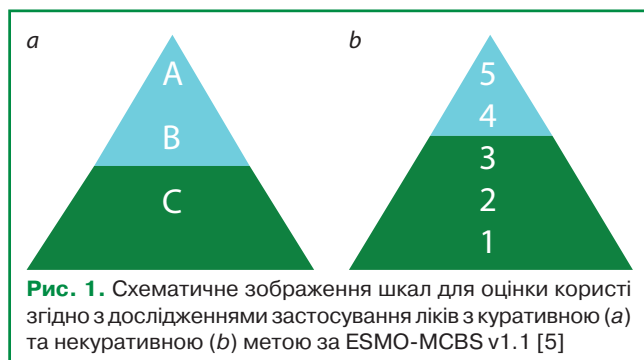 a
A
B
C
b
5
4
3
2
1
Рис. 1. Схематичне зображення шкал для оцінки користі
згідно з дослідженнями застосування ліків з куративною (a)
та некуративною (b) метою за ESMO-MCBS v1.1 [5]